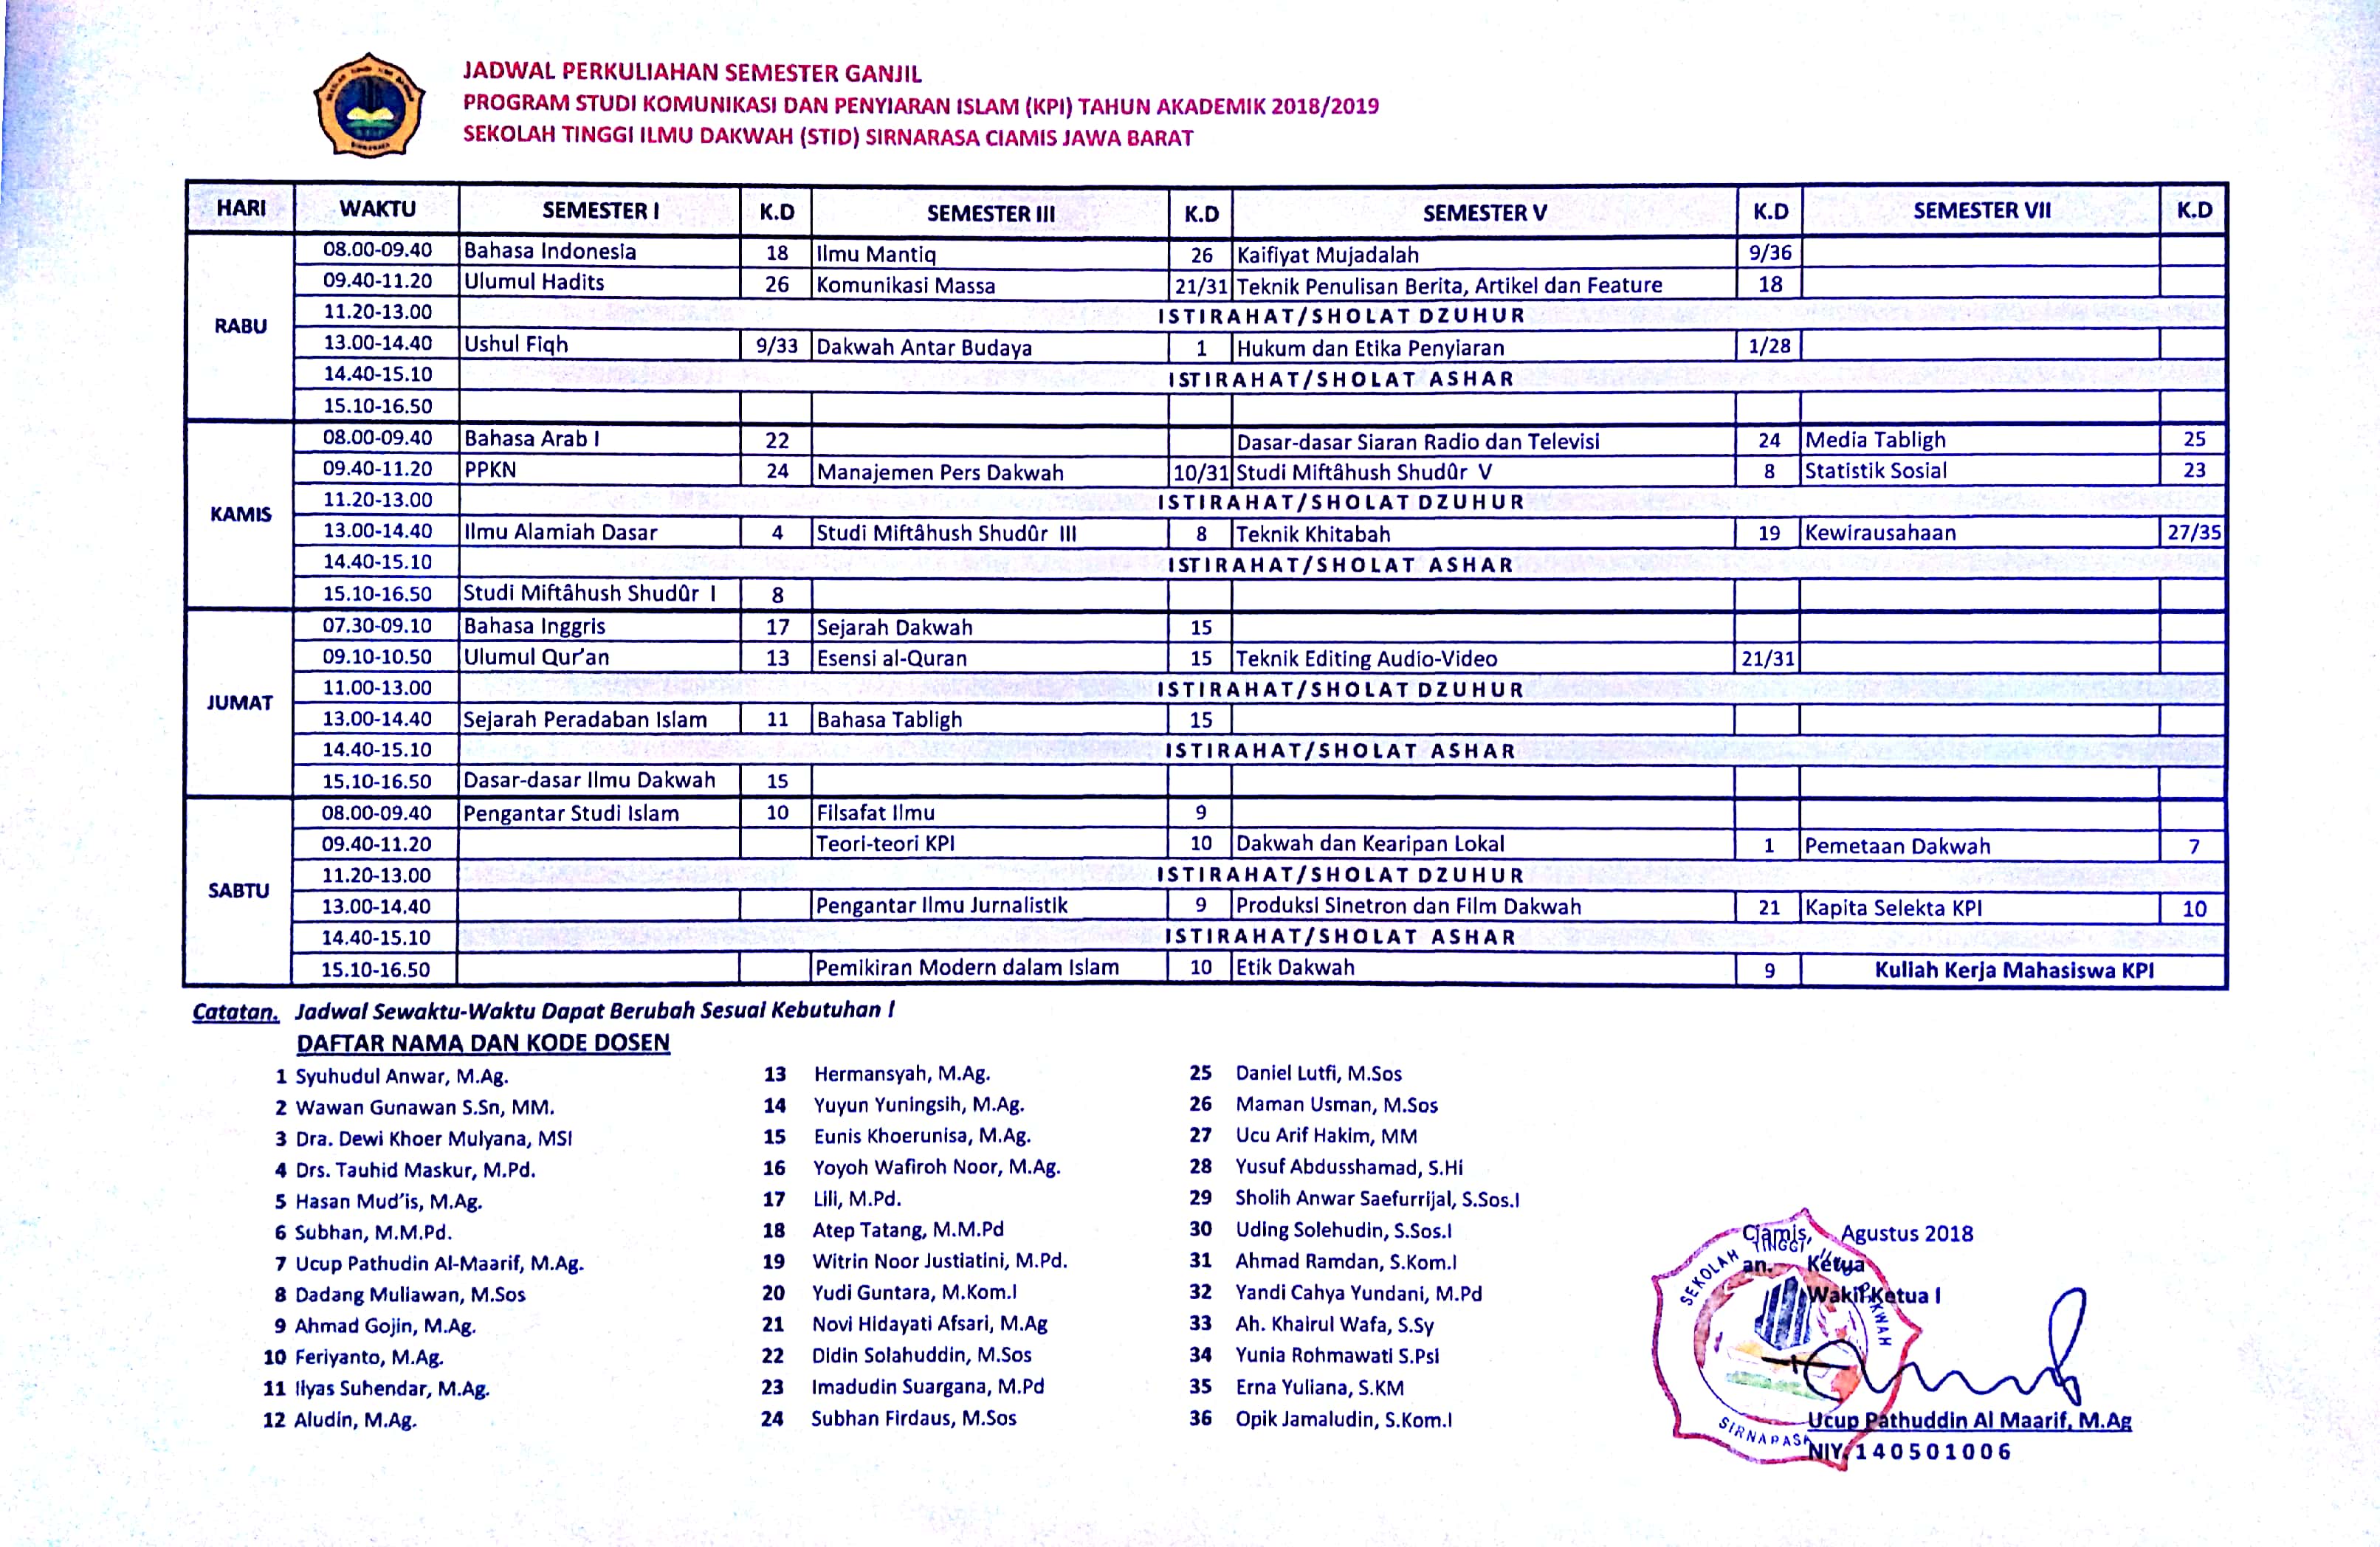 JADWAL PERKULIAHAN SEMESTER GANJIL
PROGRAM STUDI KOMUNIKASI DAN PENYIARAN ISLAM (KPI) TAHUN AKADEMIK 2018/2019
SEKOLAH TINGGI ILMU DAKWAH (STID) SIRNARASA CIAMIS JAWA BARAT
HARI WAKTU SEMESTER I K.D SEMESTER III K.D SEMESTER V K.D SEMESTER VII K.D
RABU
08.00-09.40 Bahasa Indonesia 18 Ilmu Mantiq 26 Kaifiyat Mujadalah 9/36
09.40-11.20 Ulumul Hadits 26 Komunikasi Massa 21/31 Teknik Penulisan Berita, Artikel dan Feature 18
11.20-13.00 ISTIRAHAT/SHOLAT DZUHUR
13.00-14.40 Ushul Fiqh 9/33 Dakwah Antar Budaya 1 Hukum dan Etika Penyiaran 1/28
14.40-15.10 ISTIRAHAT/SHOLAT ASHAR
15.10-16.50
KAMIS
08.00-09.40 Bahasa Arab I 22 Dasar-dasar Siaran Radio dan Televisi 24 Media Tabligh 25
09.40-11.20 PPKN 24 Manajemen Pers Dakwah 10/31 Studi Miftâhush Shudûr V 8 Statistik Sosial 23
11.20-13.00 ISTIRAHAT/SHOLAT DZUHUR
13.00-14.40 Ilmu Alamiah Dasar 4 Studi Miftâhush Shudûr III 8 Teknik Khitabah 19 Kewirausahaan 27/35
14.40-15.10 ISTIRAHAT/SHOLAT ASHAR
15.10-16.50 Studi Miftâhush Shudûr I 8
JUMAT
07.30-09.10 Bahasa Inggris 17 Sejarah Dakwah 15
09.10-10.50 Ulumul Qur'an 13 Esensi al-Quran 15 Teknik Editing Audio-Video 21/31
11.00-13.00 ISTIRAHAT/SHOLAT DZUHUR
13.00-14.40 Sejarah Peradaban Islam 11 Bahasa Tabligh 15
14.40-15.10 ISTIRAHAT/SHOLAT ASHAR
15.10-16.50 Dasar-dasar Ilmu Dakwah 15
SABTU
08.00-09.40 Pengantar Studi Islam 10 Filsafat Ilmu 9
09.40-11.20 Teori-teori KPI 10 Dakwah dan Kearipan Lokal 1 Pemetaan Dakwah 7
11.20-13.00 ISTIRAHAT/SHOLAT DZUHUR
13.00-14.40 Pengantar Ilmu Jurnalistik 9 Produksi Sinetron dan Film Dakwah 21 Kapita Selekta KPI 10
14.40-15.10 ISTIRAHAT/SHOLAT ASHAR
15.10-16.50 Pemikiran Modern dalam Islam 10 Etik Dakwah 9 Kuliah Kerja Mahasiswa KPI
Catatan. Jadwal Sewaktu-Waktu Dapat Berubah Sesuai Kebutuhan !
DAFTAR NAMA DAN KODE DOSEN
1 Syuhudul Anwar, M.Ag.
2 Wawan Gunawan S.Sn, MM.
3 Dra. Dewi Khoer Mulyana, MSI
4 Drs. Tauhid Maskur, M.Pd.
5 Hasan Mud'is, M.Ag.
6 Subhan, M.M.Pd.
7 Ucup Pathudin Al-Maarif, M.Ag.
8 Dadang Muliawan, M.Sos
9 Ahmad Gojin, M.Ag.
10 Feriyanto, M.Ag.
11 Ilyas Suhendar, M.Ag.
12 Aludin, M.Ag.
13 Hermansyah, M.Ag.
14 Yuyun Yuningsih, M.Ag.
15 Eunis Khoerunisa, M.Ag.
16 Yoyoh Wafiroh Noor, M.Ag.
17 Lili, M.Pd.
18 Atep Tatang, M.M.Pd
19 Witrin Noor Justiatini, M.Pd.
20 Yudi Guntara, M.Kom.I
21 Novi Hidayati Afsari, M.Ag
22 Didin Solahuddin, M.Sos
23 Imadudin Suargana, M.Pd
24 Subhan Firdaus, M.Sos
25 Daniel Lutfi, M.Sos
26 Maman Usman, M.Sos
27 Ucu Arif Hakim, MM
28 Yusuf Abdusshamad, S.Hi
29 Sholih Anwar Saefurrijal, S.Sos.I
30 Uding Solehudin, S.Sos.I
31 Ahmad Ramdan, S.Kom.I
32 Yandi Cahya Yundani, M.Pd
33 Ah. Khairul Wafa, S.Sy
34 Yunia Rohmawati S.Psi
35 Erna Yuliana, S.KM
36 Opik Jamaludin, S.Kom.I
Ciamis, Agustus 2018
an. Ketua
Wakil Ketua I
SEKOLAH TINGGI ILMU DAKWAH
Ucup Pathuddin Al Maarif, M.Ag
NIY. 140501006